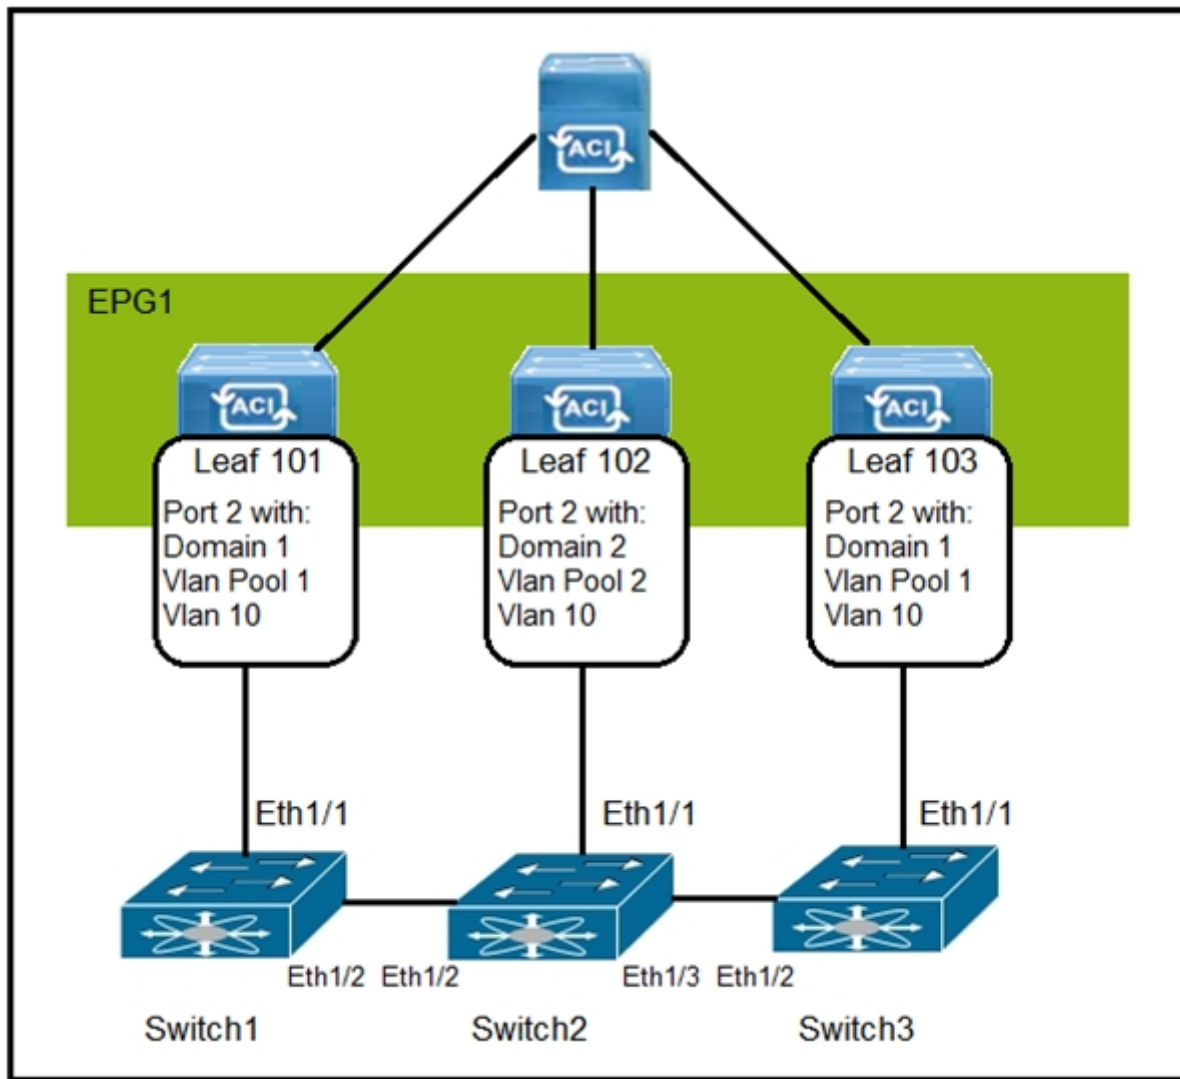 ACI
EPG1
ACI
ACI
ACI
Leaf 101
Port 2 with:
Domain 1
Vlan Pool 1
Vlan 10
Leaf 102
Port 2 with:
Domain 2
Vlan Pool 2
Vlan 10
Leaf 103
Port 2 with:
Domain 1
Vlan Pool 1
Vlan 10
Eth1/1
Eth1/1
Eth1/1
Eth1/2
Eth1/2
Eth1/3
Eth1/2
Switch1
Switch2
Switch3